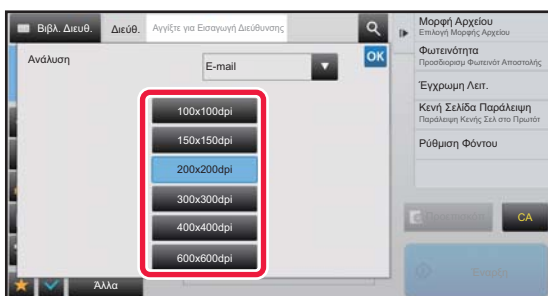 Βιβλ. Διευθ.
Διεύθ.
Αγγίξτε για Εισαγωγή Διεύθυνσης
Ανάλυση
E-mail
OK
100x100dpi
150x150dpi
200x200dpi
300x300dpi
400x400dpi
600x600dpi
Άλλα
Μορφή Αρχείου
Επιλογή Μορφής Αρχείου
Φωτεινότητα
Προσδιορισμ Φωτεινότ Αποστολής
Έγχρωμη Λειτ.
Κενή Σελίδα Παράλειψη
Παράλειψη Κενής Σελ στο Πρωτότ
Ρύθμιση Φόντου
CA
Έναρξη